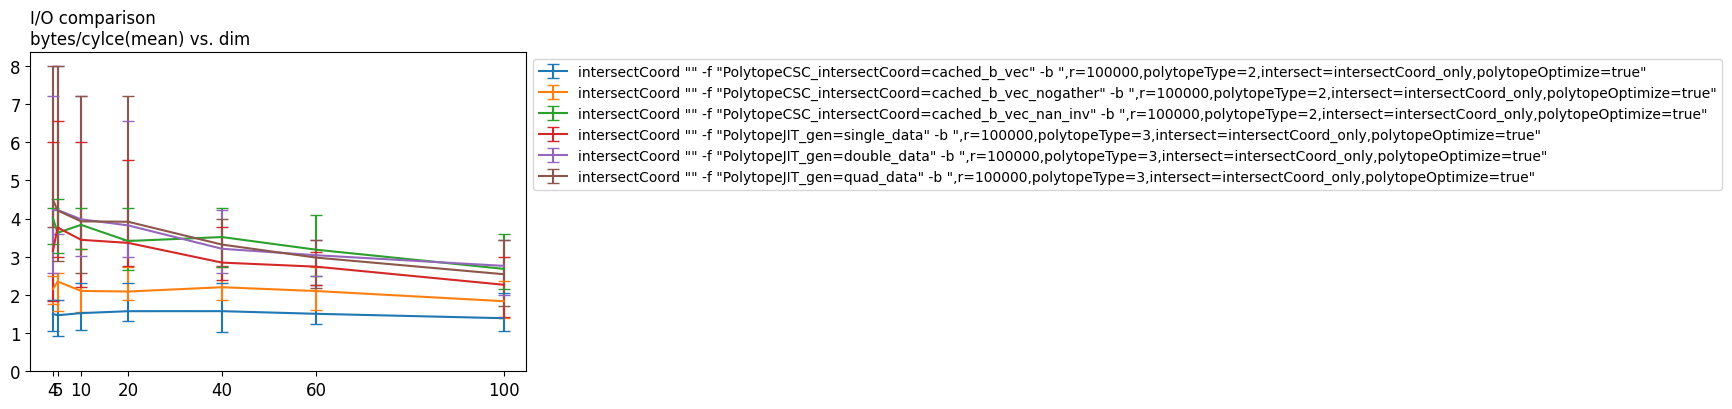 I/O comparison
bytes/cylce(mean) vs. dim
8
7
6
5
4
3
2
1
0
4 5 10 20 40 60 100
intersectCoord "" -f "PolytopeCSC_intersectCoord=cached_b_vec" -b ",r=100000,polytopeType=2,intersect=intersectCoord_only,polytopeOptimize=true"
intersectCoord "" -f "PolytopeCSC_intersectCoord=cached_b_vec_nogather" -b ",r=100000,polytopeType=2,intersect=intersectCoord_only,polytopeOptimize=true"
intersectCoord "" -f "PolytopeCSC_intersectCoord=cached_b_vec_nan_inv" -b ",r=100000,polytopeType=2,intersect=intersectCoord_only,polytopeOptimize=true"
intersectCoord "" -f "PolytopeJIT_gen=single_data" -b ",r=100000,polytopeType=3,intersect=intersectCoord_only,polytopeOptimize=true"
intersectCoord "" -f "PolytopeJIT_gen=double_data" -b ",r=100000,polytopeType=3,intersect=intersectCoord_only,polytopeOptimize=true"
intersectCoord "" -f "PolytopeJIT_gen=quad_data" -b ",r=100000,polytopeType=3,intersect=intersectCoord_only,polytopeOptimize=true"